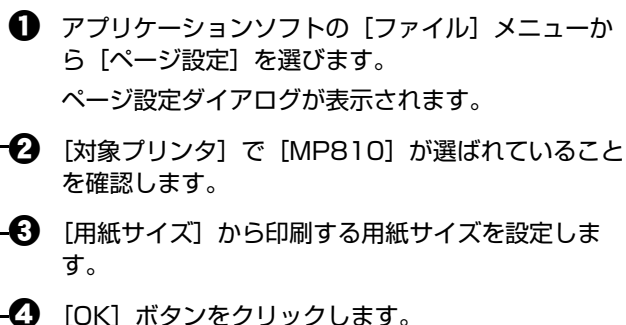 ❶ アプリケーションソフトの［ファイル］メニューか
ら［ページ設定］を選びます。
ページ設定ダイアログが表示されます。
❷ ［対象プリンタ］で［MP810］が選ばれていること
を確認します。
❸ ［用紙サイズ］から印刷する用紙サイズを設定しま
す。
❹ ［OK］ボタンをクリックします。